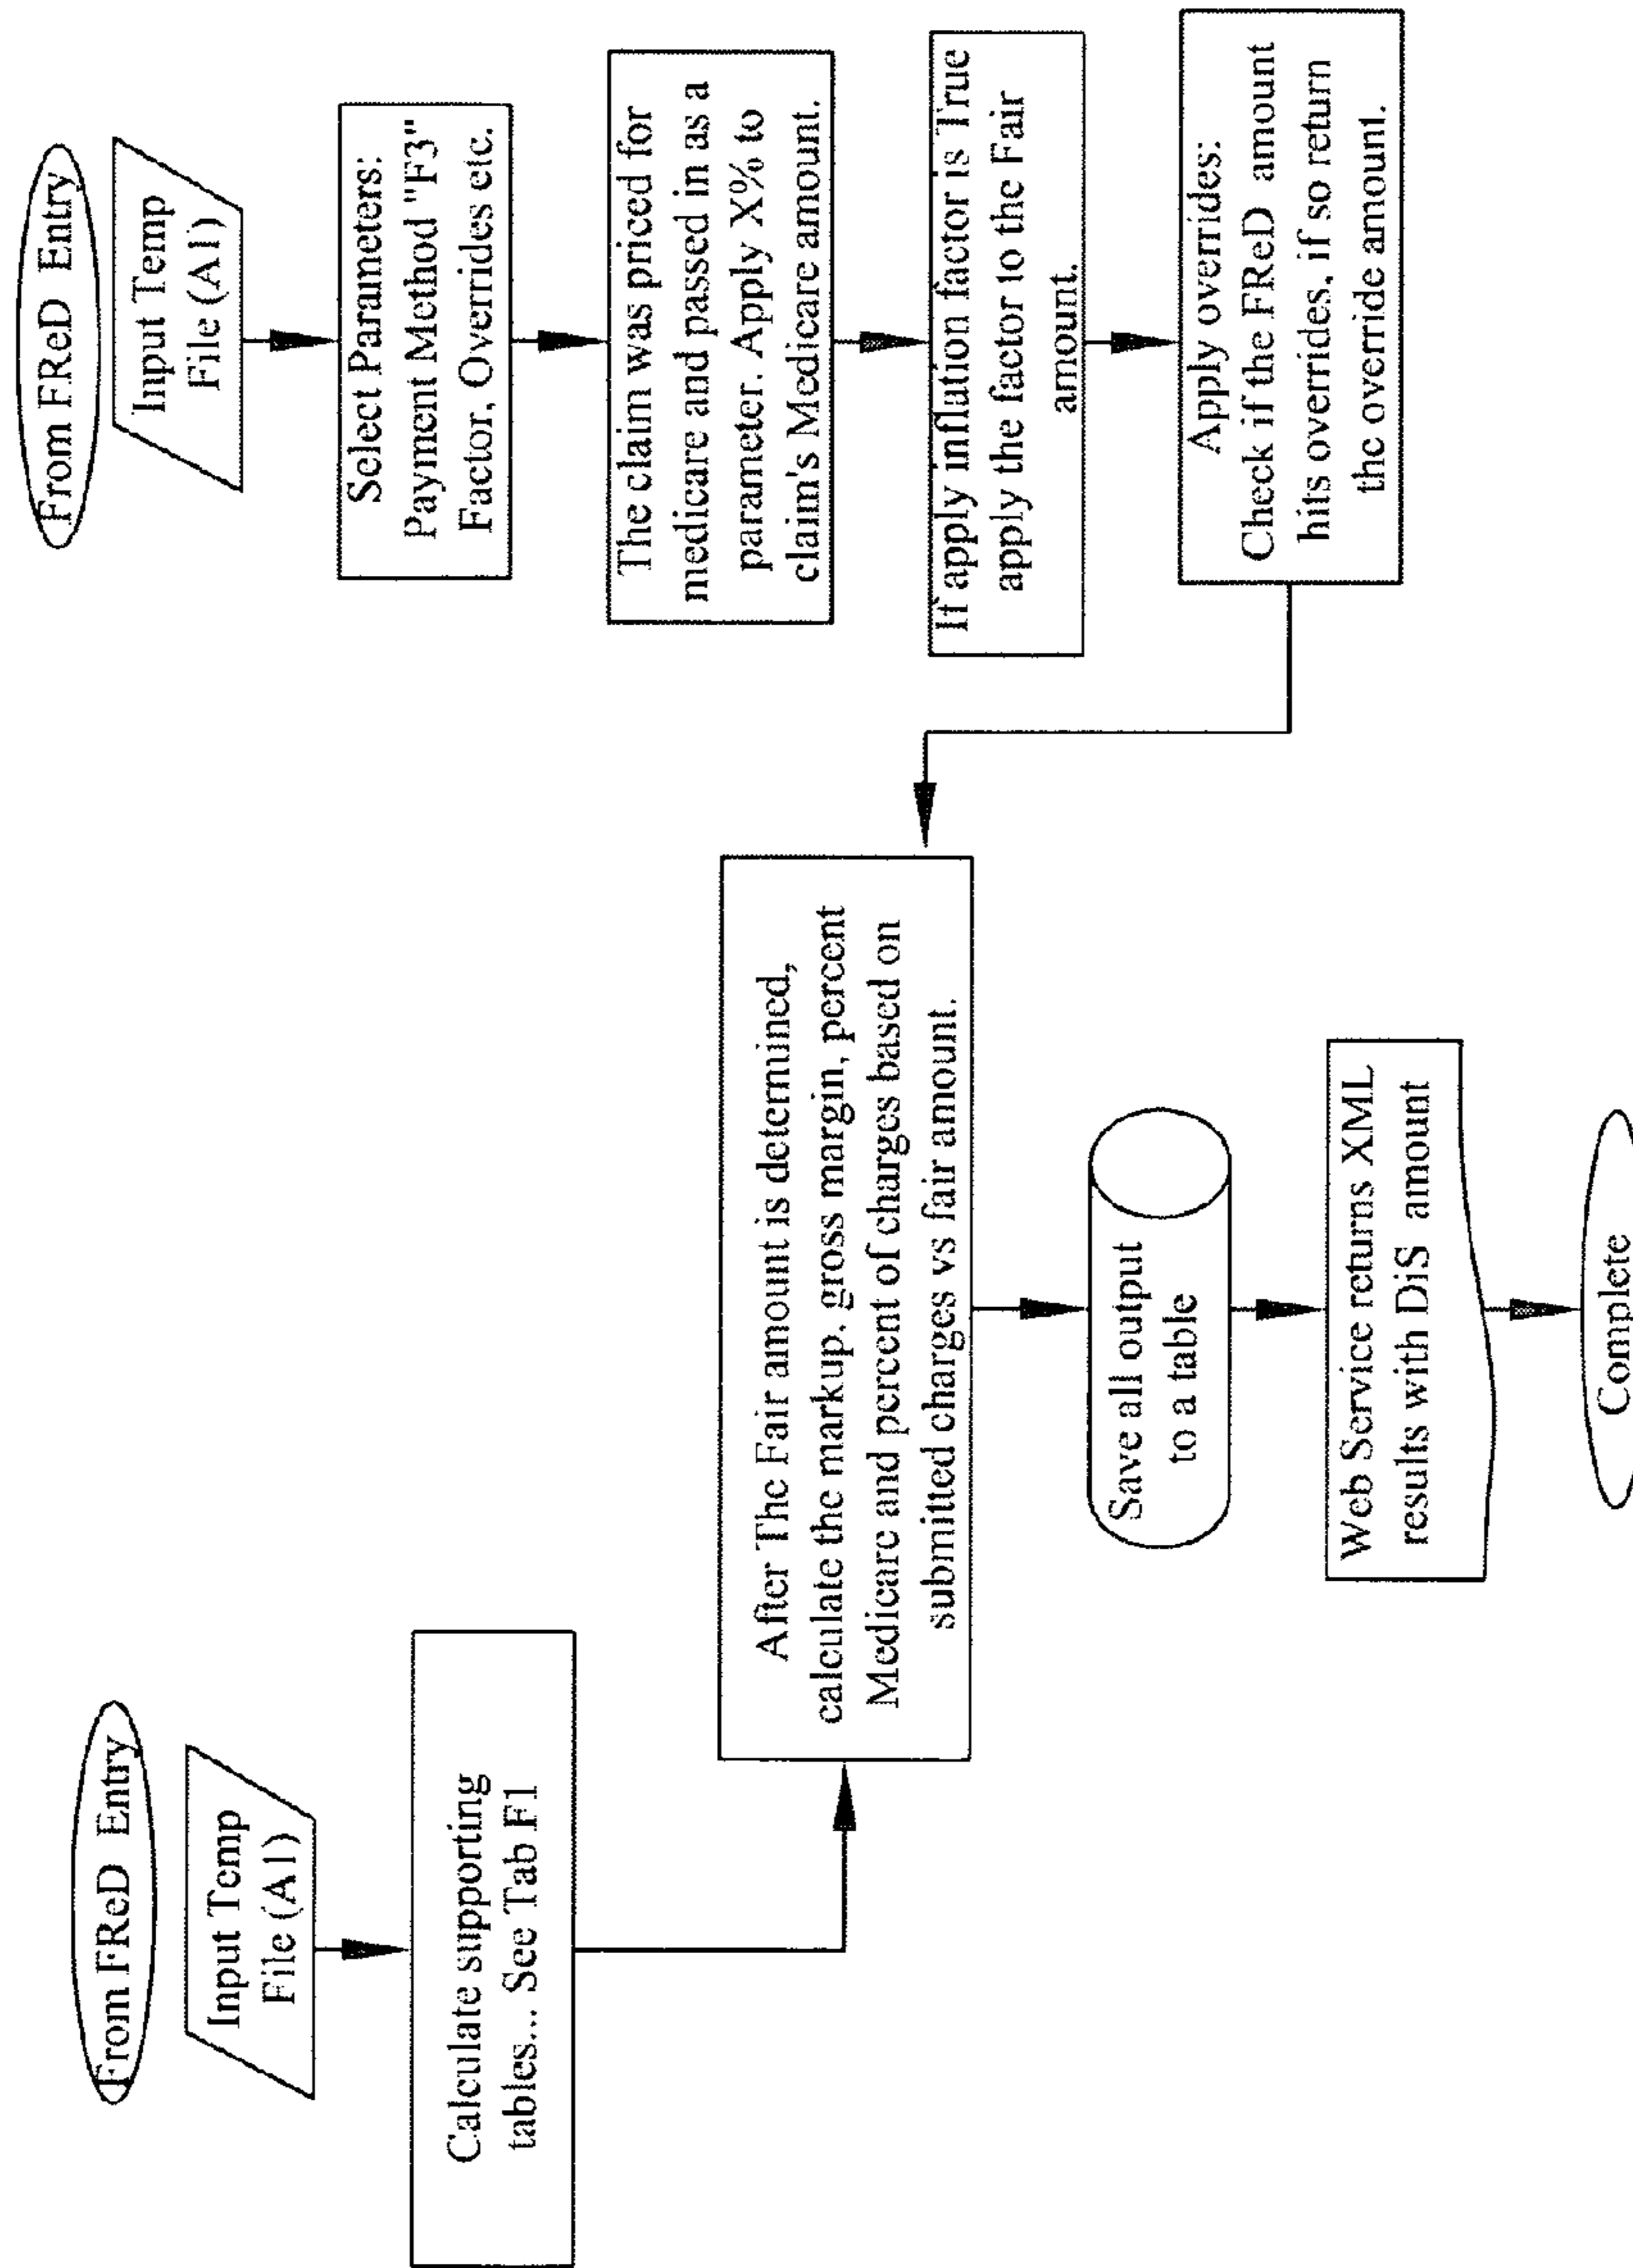 From FReD Entry
Input Temp
File (A1)
Calculate supporting
tables... See Tab F1
From FReD Entry
Input Temp
File (A1)
Select Parameters:
Payment Method "F3"
Factor, Overrides etc.
The claim was priced for
medicare and passed in as a
parameter. Apply X% to
claim's Medicare amount.
If apply inflation factor is True
apply the factor to the Fair
amount.
Apply overrides:
Check if the FReD amount
hits overrides, if so return
the override amount.
After The Fair amount is determined,
calculate the markup, gross margin, percent
Medicare and percent of charges based on
submitted charges vs fair amount.
Save all output
to a table
Web Service returns XML
results with DiS amount
Complete